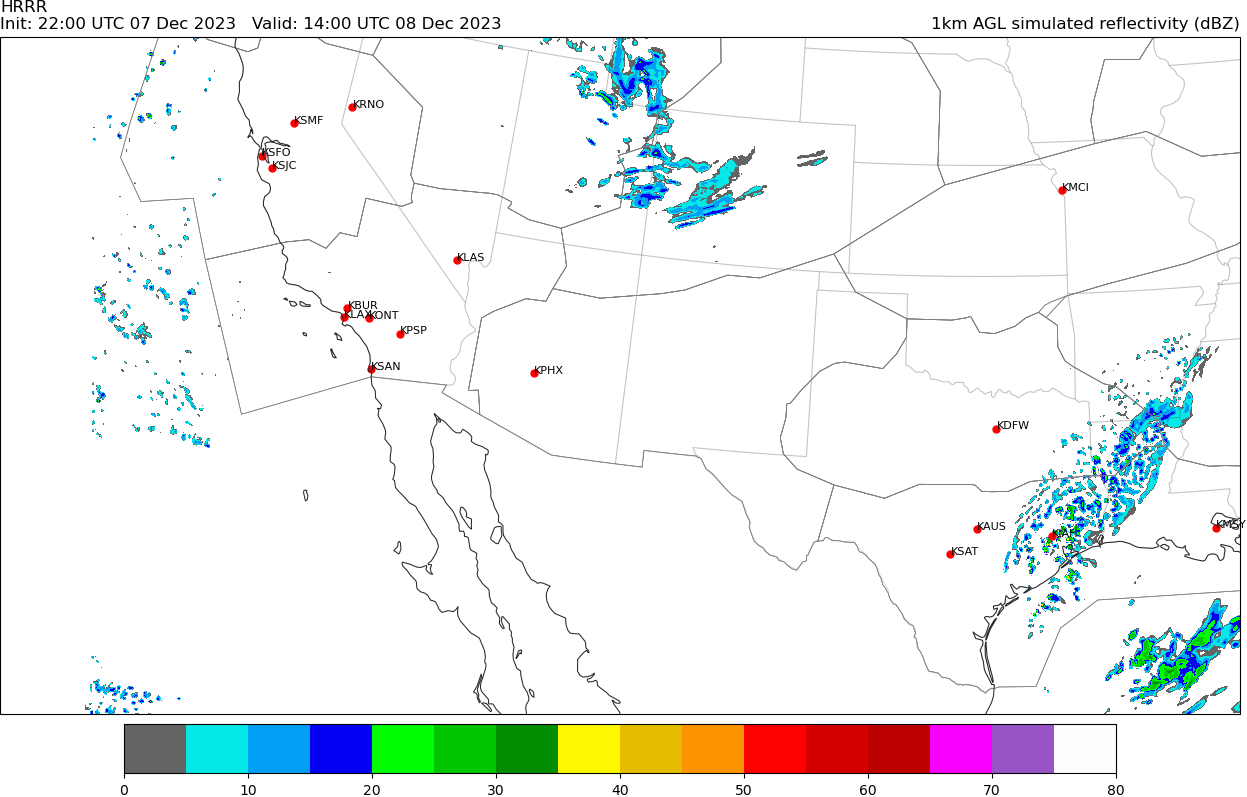 HRRR
Init: 22:00 UTC 07 Dec 2023   Valid: 14:00 UTC 08 Dec 2023   1km AGL simulated reflectivity (dBZ)
KRNO
KSMF
KSFO
KSJC
KMCI
KLAS
KBUR
KLAX KONT
KPSP
KSAN
KPHX
KDFW
KMSY
KAUS
KIAH
KSAT
0 10 20 30 40 50 60 70 80